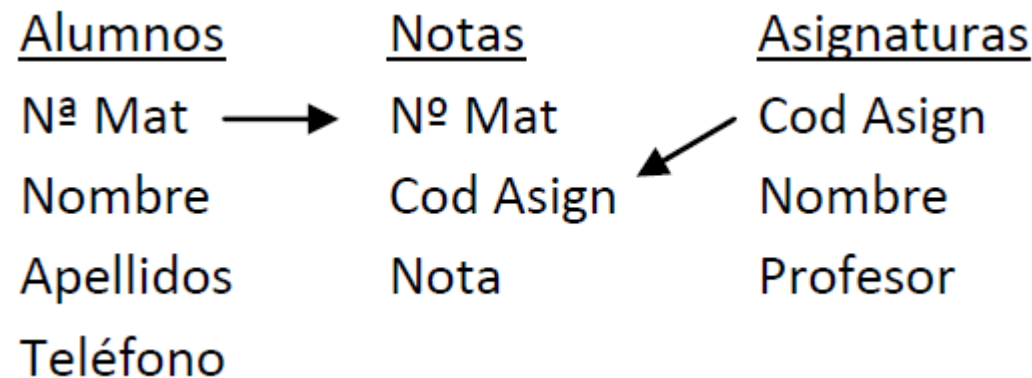 Alumnos Notas Asignaturas
Nª Mat Nº Mat Cod Asign
Nombre Cod Asign Nombre
Apellidos Nota Profesor
Teléfono